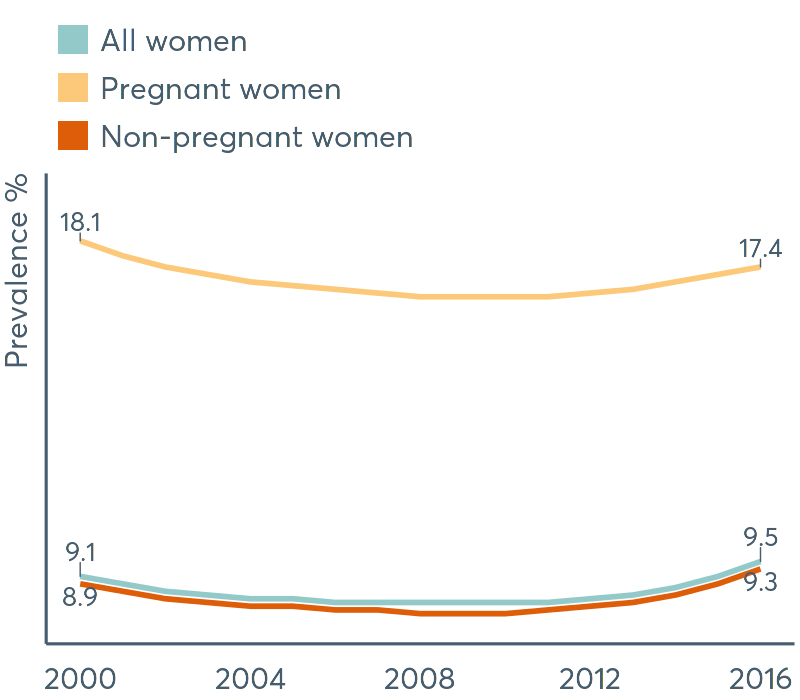 All women
Pregnant women
Non-pregnant women
Prevalence %
18.1
17.4
9.1
8.9
9.5
9.3
2000 2004 2008 2012 2016